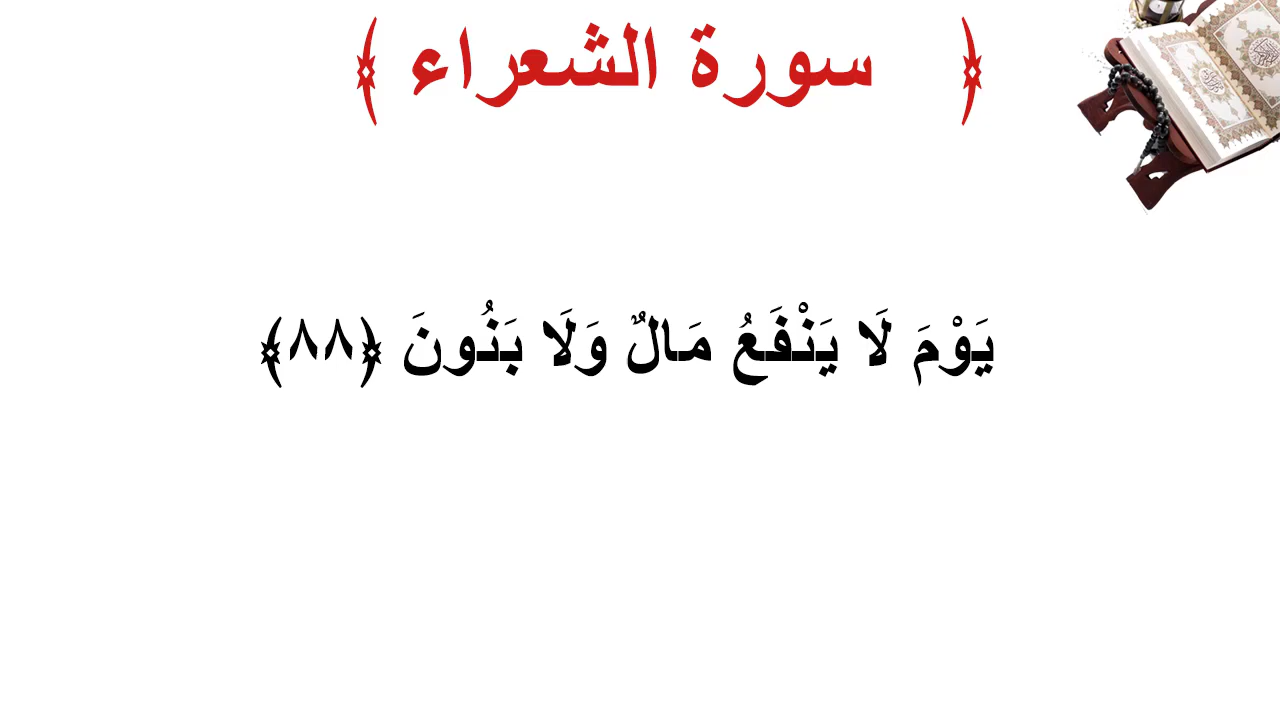 ﴿ سورة الشعراء ﴾
يَوْمَ لَا يَنْفَعُ مَالٌ وَلَا بَنُونَ ﴿٨٨﴾